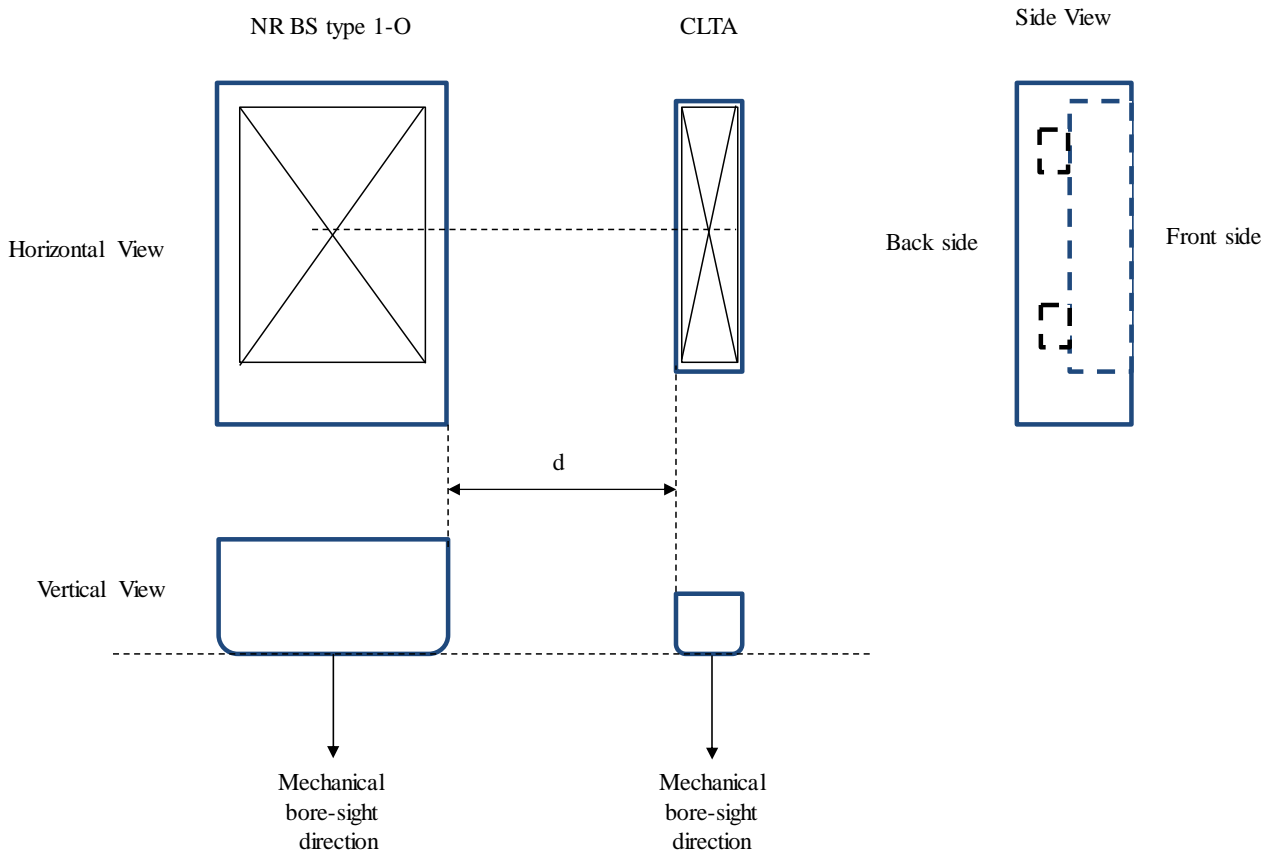 NR BS type 1-O
CLTA
Side View
Horizontal View
Back side
Front side
d
Vertical View
Mechanical
bore-sight
direction
Mechanical
bore-sight
direction